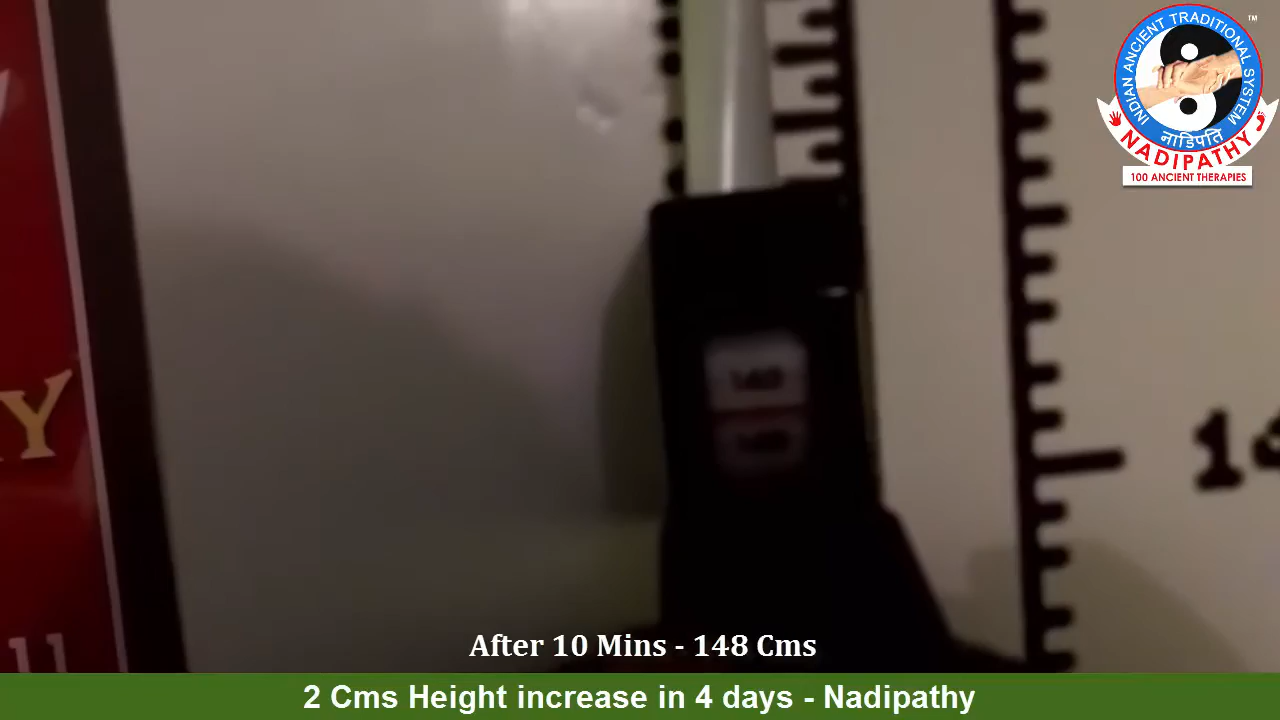 INDIAN ANCIENT TRADITIONAL SYSTEM
TM
नाडिपति
NADIPATHY
100 ANCIENT THERAPIES
Y
After 10 Mins - 148 Cms
2 Cms Height increase in 4 days - Nadipathy